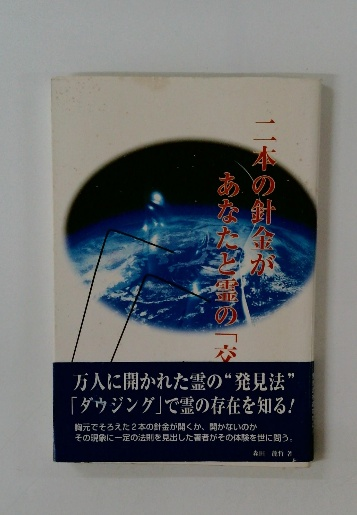 二本の針金が
あなたと霊の「交
万人に開かれた霊の“発見法”
「ダウジング」で霊の存在を知る!
胸元でそろえた2本の針金が開くか、開かないのか
その現象に一定の法則を見出した著者がその体験を世に問う。
森田 著